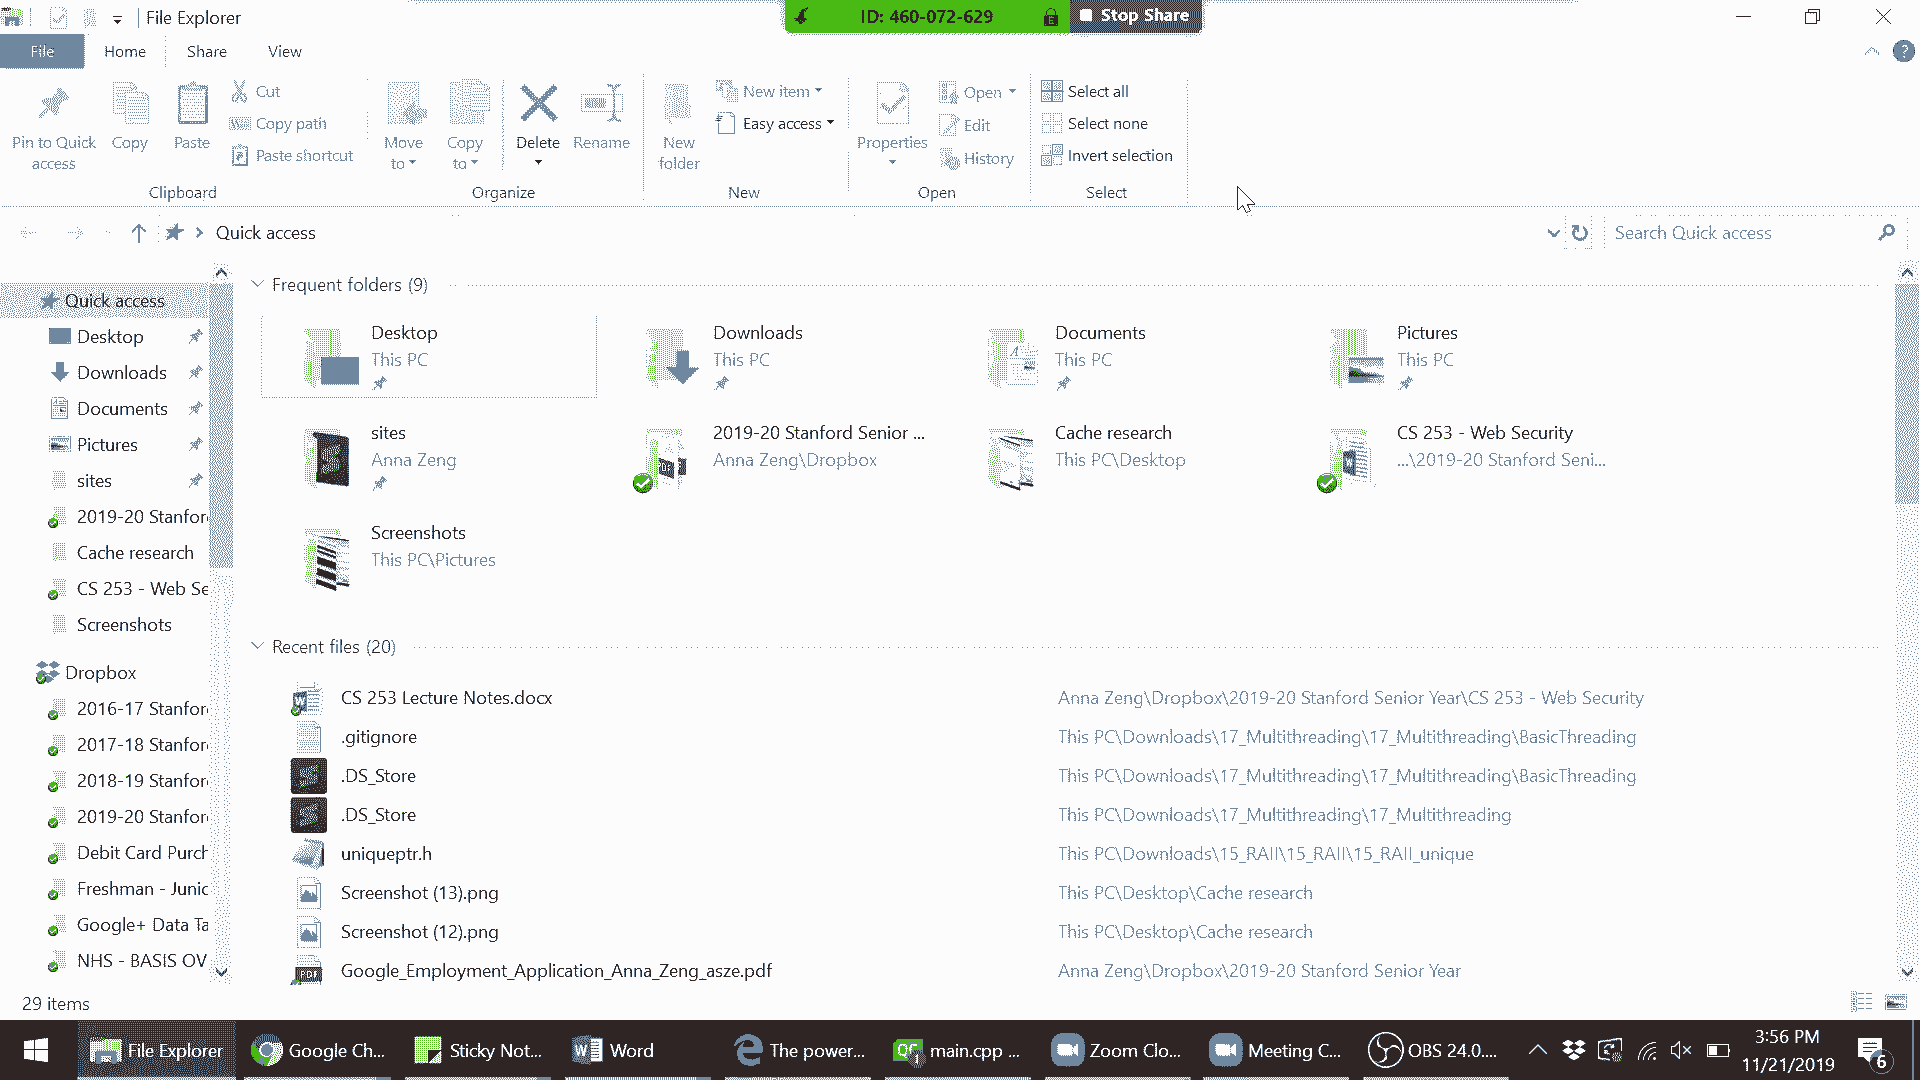 File Explorer
ID: 460-072-629
Stop Share
File
Home
Share
View
Pin to Quick access
Copy
Paste
Cut
Copy path
Paste shortcut
Clipboard
Move to
Copy to
Delete
Rename
Organize
New folder
New item
Easy access
New
Properties
Open
Edit
History
Open
Select all
Select none
Invert selection
Select
Quick access
Search Quick access
Quick access
Desktop
Downloads
Documents
Pictures
sites
2019-20 Stanfor
Cache research
CS 253 - Web Se
Screenshots
Dropbox
2016-17 Stanfor
2017-18 Stanfor
2018-19 Stanfor
2019-20 Stanfor
Debit Card Purch
Freshman - Junic
Google+ Data Ta
NHS - BASIS OV
Frequent folders (9)
Desktop
This PC
Downloads
This PC
Documents
This PC
Pictures
This PC
sites
Anna Zeng
2019-20 Stanford Senior ...
Anna Zeng\Dropbox
Cache research
This PC\Desktop
CS 253 - Web Security
...\2019-20 Stanford Seni...
Screenshots
This PC\Pictures
Recent files (20)
CS 253 Lecture Notes.docx
Anna Zeng\Dropbox\2019-20 Stanford Senior Year\CS 253 - Web Security
.gitignore
This PC\Downloads\17_Multithreading\17_Multithreading\BasicThreading
.DS_Store
This PC\Downloads\17_Multithreading\17_Multithreading\BasicThreading
.DS_Store
This PC\Downloads\17_Multithreading\17_Multithreading
uniqueptr.h
This PC\Downloads\15_RAII\15_RAII\15_RAII_unique
Screenshot (13).png
This PC\Desktop\Cache research
Screenshot (12).png
This PC\Desktop\Cache research
Google_Employment_Application_Anna_Zeng_asze.pdf
Anna Zeng\Dropbox\2019-20 Stanford Senior Year
29 items
File Explorer
Google Ch...
Sticky Not...
Word
The power...
main.cpp ...
Zoom Clo...
Meeting C...
OBS 24.0....
3:56 PM
11/21/2019
6